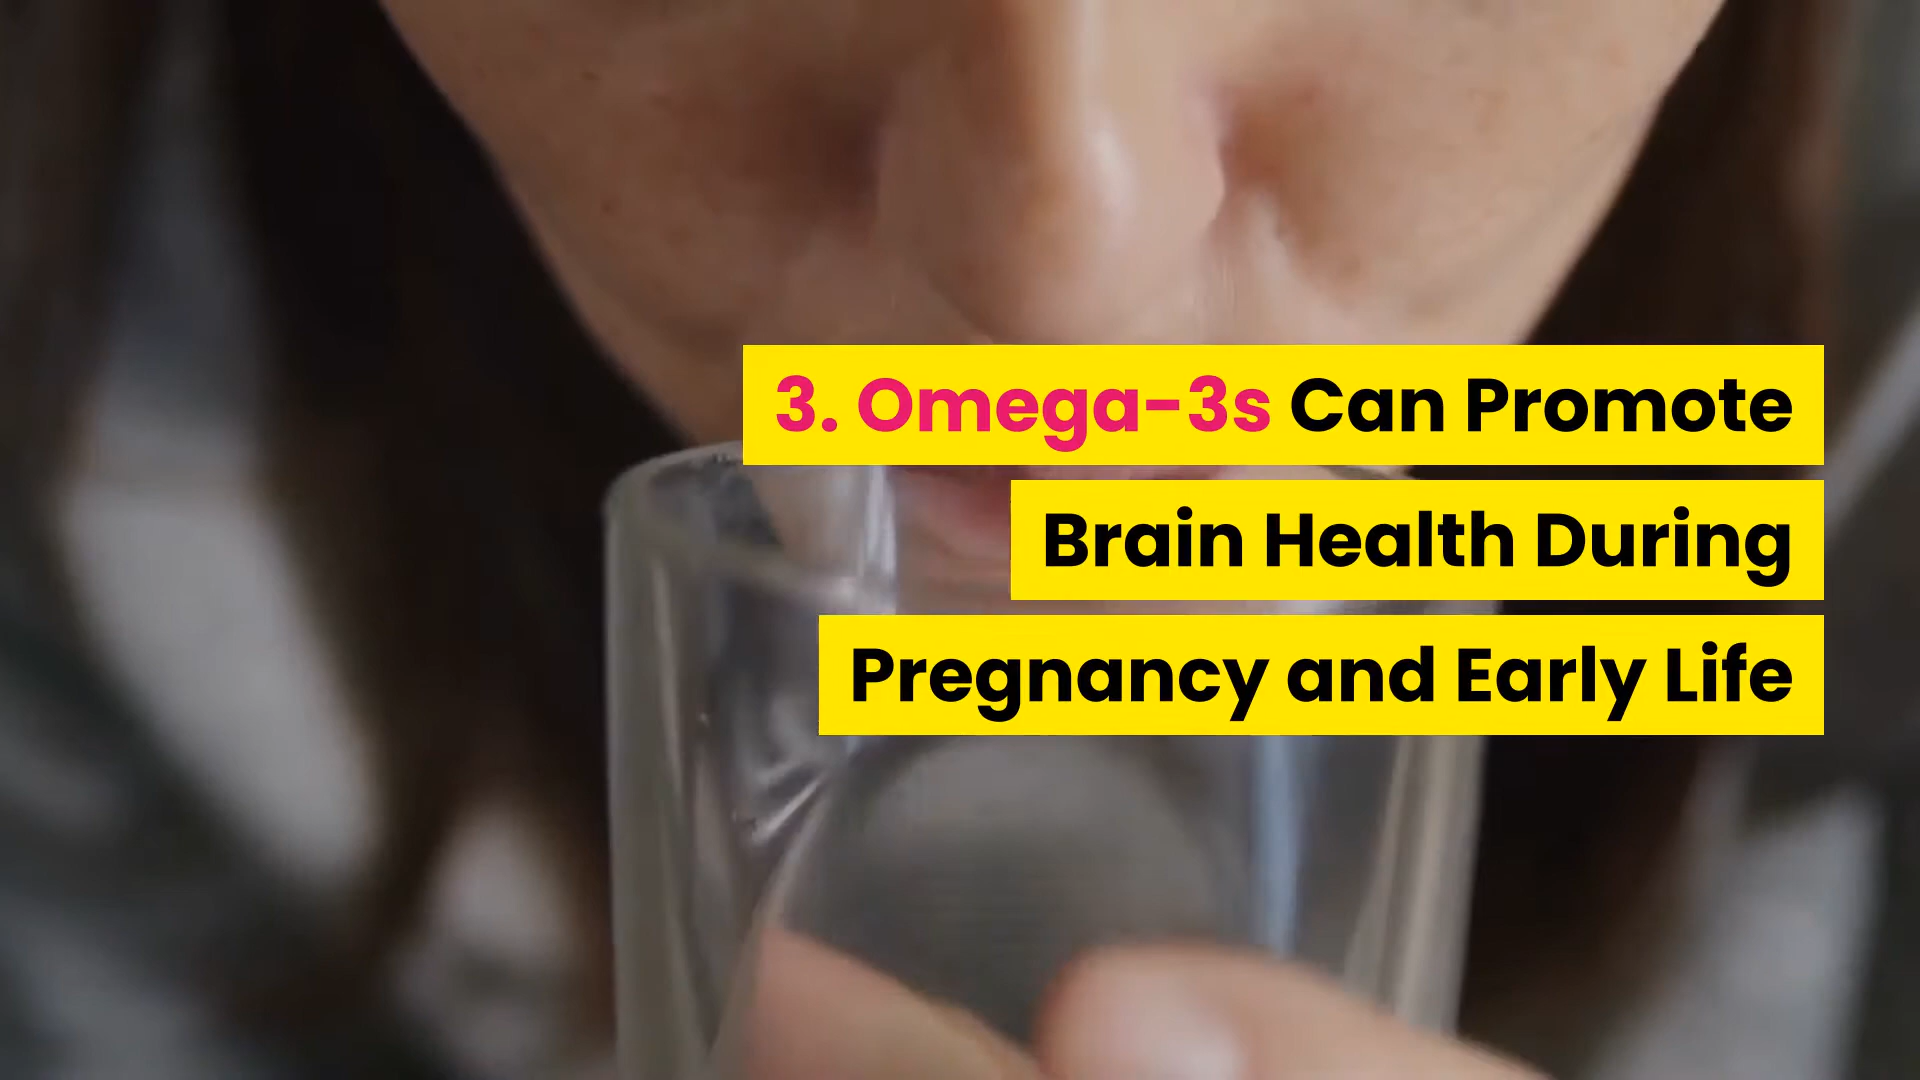 3. Omega-3s Can Promote
Brain Health During
Pregnancy and Early Life